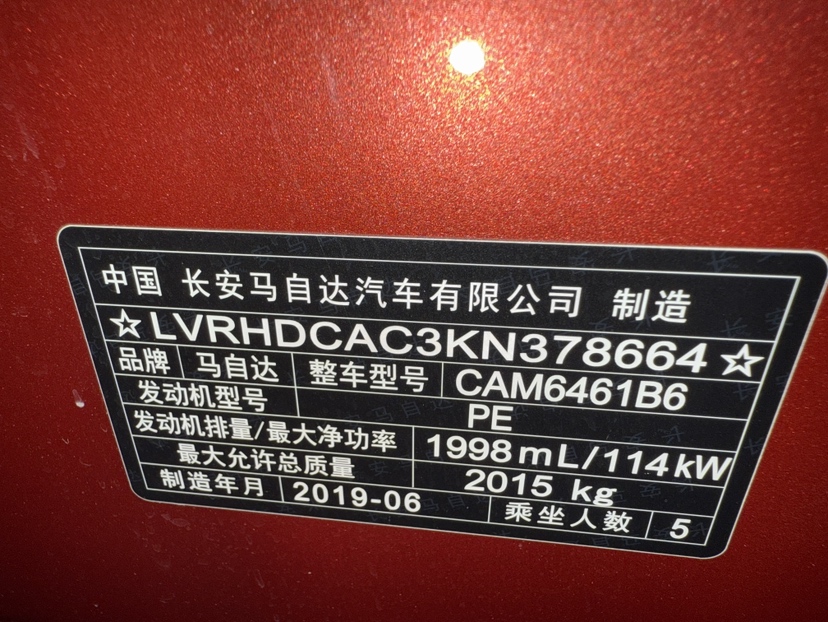 中国 长安马自达汽车有限公司 制造
☆LVRHDCAC3KN378664☆
品牌 马自达 整车型号 CAM6461B6
发动机型号 PE
发动机排量/最大净功率 1998mL/114kW
最大允许总质量 2015 kg
制造年月 2019-06 乘坐人数 5